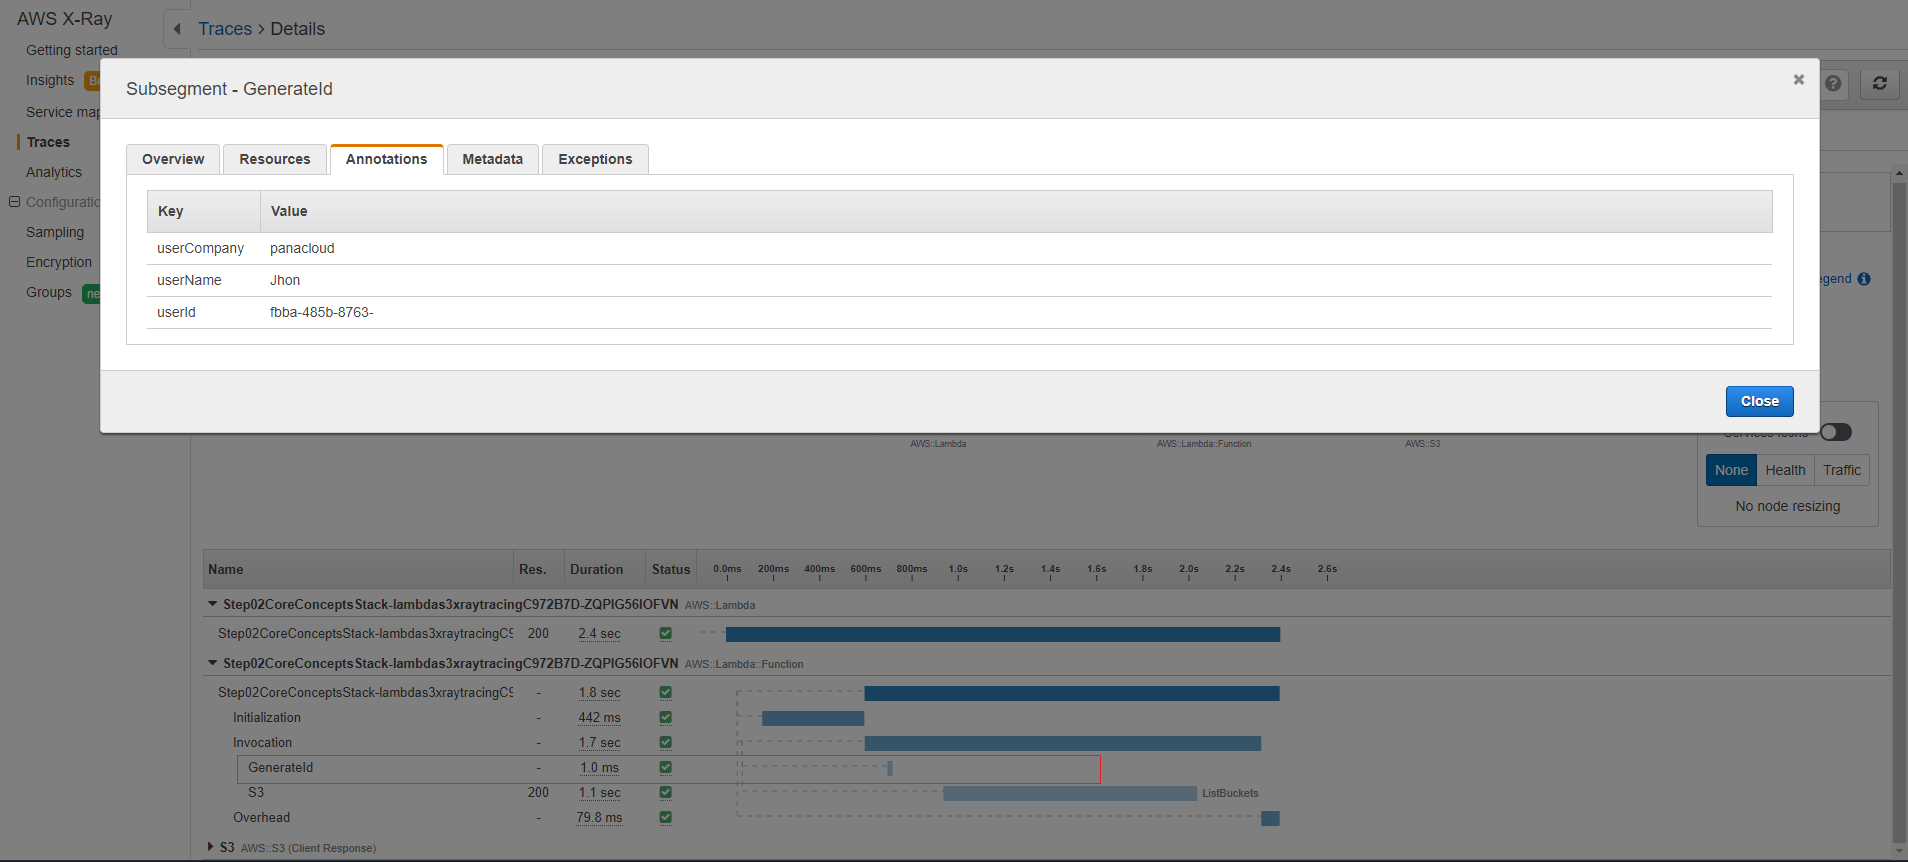 AWS X-Ray
Traces > Details
Getting started
Insights
Service map
Traces
Analytics
Sampling
Encryption
Groups
Subsegment - GenerateId
Overview Resources Annotations Metadata Exceptions
Key Value
userCompany panacloud
userName Jhon
userId fbba-485b-8763-
Close
AWS::Lambda AWS::Lambda::Function AWS::S3
None Health Traffic
No node resizing
Name Res. Duration Status 0.0ms 200ms 400ms 600ms 800ms 1.0s 1.2s 1.4s 1.6s 1.8s 2.0s 2.2s 2.4s 2.6s
Step02CoreConceptsStack-lambdas3xraytracingC972B7D-ZQPIG56IOFVN AWS::Lambda
Step02CoreConceptsStack-lambdas3xraytracingC9 200 2.4 sec
Step02CoreConceptsStack-lambdas3xraytracingC972B7D-ZQPIG56IOFVN AWS::Lambda::Function
Step02CoreConceptsStack-lambdas3xraytracingC9 - 1.8 sec
Initialization - 442 ms
Invocation - 1.7 sec
GenerateId - 1.0 ms
S3 200 1.1 sec ListBuckets
Overhead - 79.8 ms
S3 AWS::S3 (Client Response)